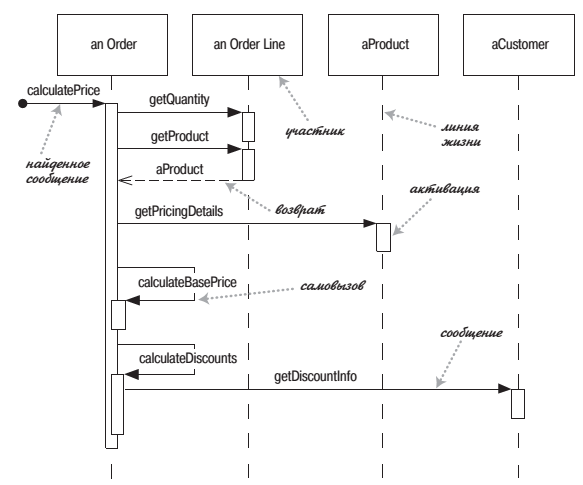 an Order
an Order Line
aProduct
aCustomer
calculatePrice
getQuantity
участник
линия
жизни
getProduct
найденное
сообщение
aProduct
возврат
активация
getPricingDetails
calculateBasePrice
самовызов
сообщение
calculateDiscounts
getDiscountInfo